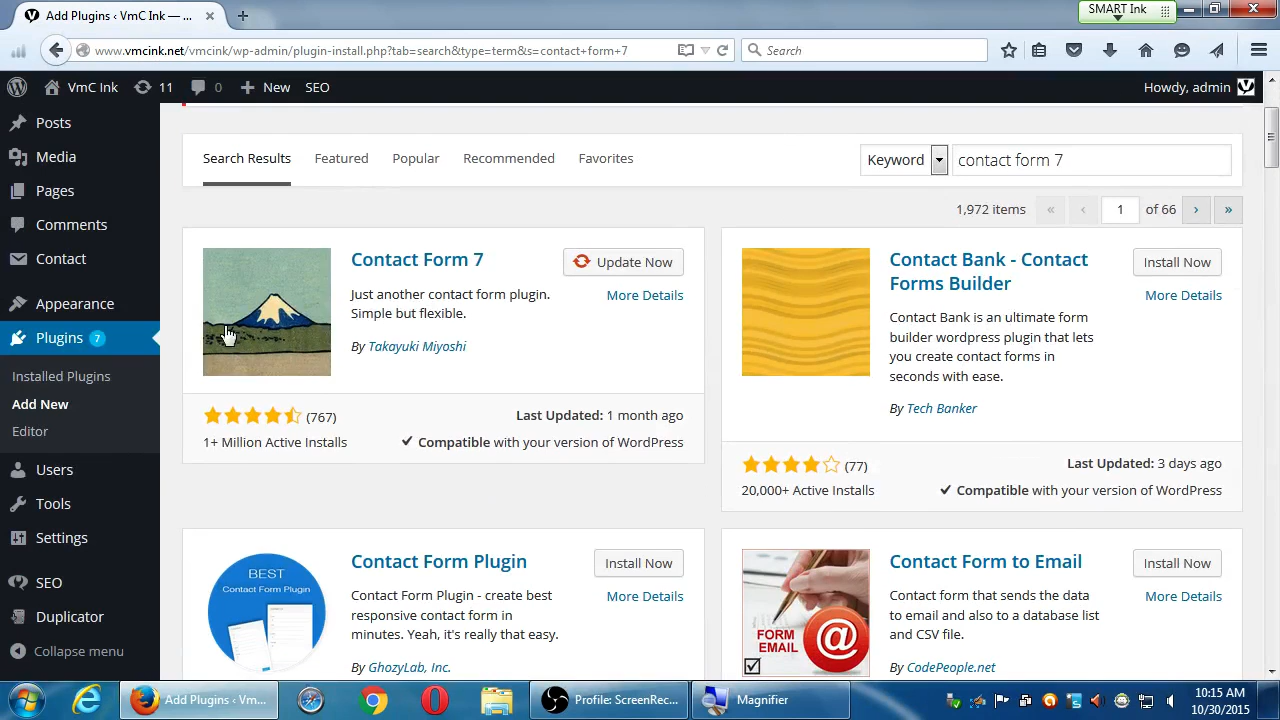 Add Plugins ‹ VmC Ink — ...
SMART Ink
www.vmcink.net/vmcink/wp-admin/plugin-install.php?tab=search&type=term&s=contact+form+7
Search
VmC Ink
11
0
New
SEO
Howdy, admin
Posts
Media
Pages
Comments
Contact
Appearance
Plugins 7
Installed Plugins
Add New
Editor
Users
Tools
Settings
SEO
Duplicator
Collapse menu
Search Results
Featured
Popular
Recommended
Favorites
Keyword
contact form 7
1,972 items « ‹ 1 of 66 › »
Contact Form 7
Update Now
More Details
Just another contact form plugin.
Simple but flexible.
By Takayuki Miyoshi
(767)
Last Updated: 1 month ago
1+ Million Active Installs
Compatible with your version of WordPress
Contact Bank - Contact
Forms Builder
Install Now
More Details
Contact Bank is an ultimate form
builder wordpress plugin that lets
you create contact forms in
seconds with ease.
By Tech Banker
(77)
Last Updated: 3 days ago
20,000+ Active Installs
Compatible with your version of WordPress
BEST
Contact Form Plugin
Contact Form Plugin
Install Now
More Details
Contact Form Plugin - create best
responsive contact form in
minutes. Yeah, it's really that easy.
By GhozyLab, Inc.
FORM
EMAIL
@
Contact Form to Email
Install Now
More Details
Contact form that sends the data
to email and also to a database list
and CSV file.
By CodePeople.net
Add Plugins ‹ Vm...
Profile: ScreenRec...
Magnifier
10:15 AM
10/30/2015